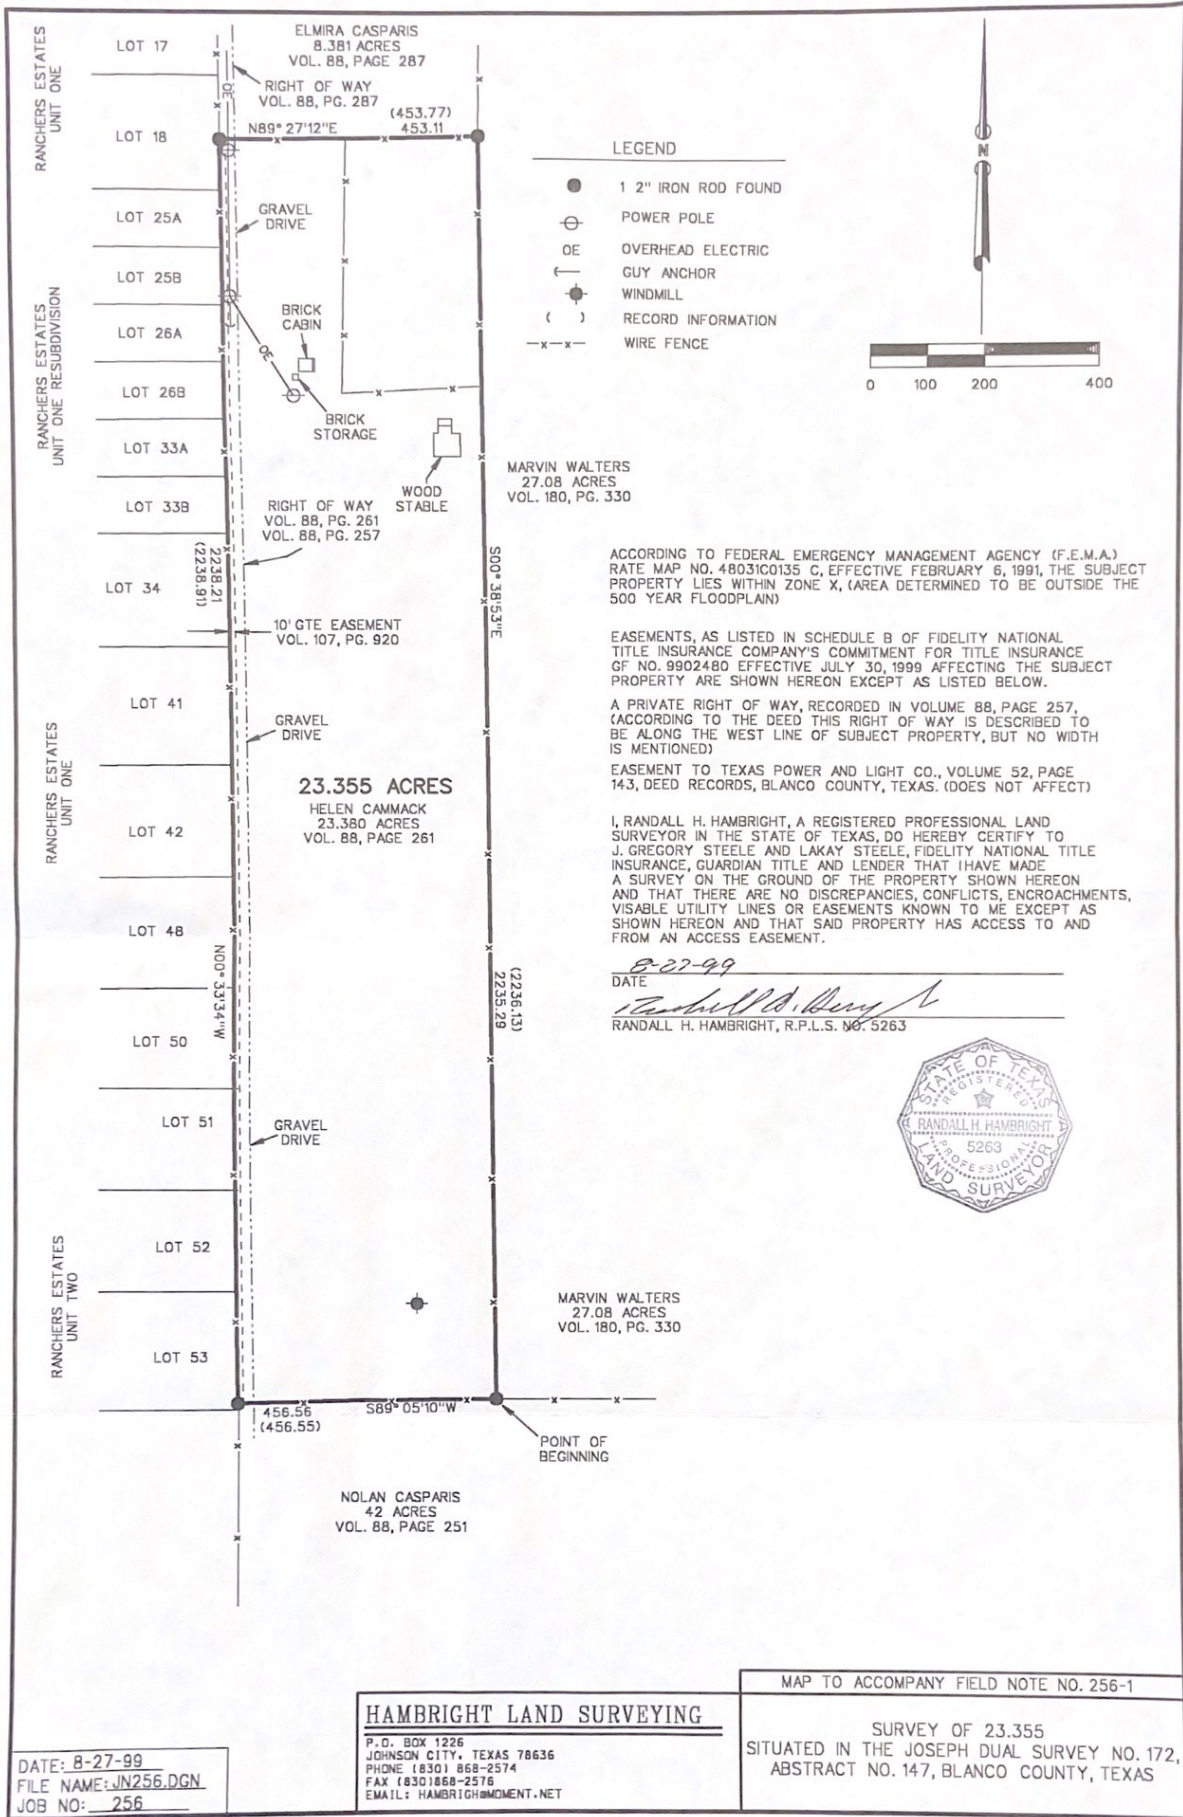 ELMIRA CASPARIS
8.381 ACRES
VOL. 88, PAGE 287
RIGHT OF WAY
VOL. 88, PG. 287
(453.77)
N89° 27'12"E 453.11
RANCHERS ESTATES
UNIT ONE
LOT 17
LOT 18
OE
RANCHERS ESTATES
UNIT ONE RESUBDIVISION
LOT 25A
LOT 25B
LOT 26A
LOT 26B
LOT 33A
LOT 33B
GRAVEL
DRIVE
BRICK
CABIN
OE
BRICK
STORAGE
WOOD
STABLE
RIGHT OF WAY
VOL. 88, PG. 261
VOL. 88, PG. 257
2238.21
(2238.91)
S00° 38'53"E
10' GTE EASEMENT
VOL. 107, PG. 920
RANCHERS ESTATES
UNIT ONE
LOT 34
LOT 41
LOT 42
LOT 48
LOT 50
LOT 51
GRAVEL
DRIVE
23.355 ACRES
HELEN CAMMACK
23.380 ACRES
VOL. 88, PAGE 261
N00° 33'34"W
(2236.13)
2235.29
GRAVEL
DRIVE
RANCHERS ESTATES
UNIT TWO
LOT 52
LOT 53
456.56 S89° 05'10"W
(456.55)
POINT OF
BEGINNING
NOLAN CASPARIS
42 ACRES
VOL. 88, PAGE 251
MARVIN WALTERS
27.08 ACRES
VOL. 180, PG. 330
MARVIN WALTERS
27.08 ACRES
VOL. 180, PG. 330
LEGEND
1 2" IRON ROD FOUND
POWER POLE
OE OVERHEAD ELECTRIC
GUY ANCHOR
WINDMILL
( ) RECORD INFORMATION
—x—x— WIRE FENCE
N
0 100 200 400
ACCORDING TO FEDERAL EMERGENCY MANAGEMENT AGENCY (F.E.M.A.)
RATE MAP NO. 48031C0135 C, EFFECTIVE FEBRUARY 6, 1991, THE SUBJECT
PROPERTY LIES WITHIN ZONE X, (AREA DETERMINED TO BE OUTSIDE THE
500 YEAR FLOODPLAIN)
EASEMENTS, AS LISTED IN SCHEDULE B OF FIDELITY NATIONAL
TITLE INSURANCE COMPANY'S COMMITMENT FOR TITLE INSURANCE
GF NO. 9902480 EFFECTIVE JULY 30, 1999 AFFECTING THE SUBJECT
PROPERTY ARE SHOWN HEREON EXCEPT AS LISTED BELOW.
A PRIVATE RIGHT OF WAY, RECORDED IN VOLUME 88, PAGE 257,
(ACCORDING TO THE DEED THIS RIGHT OF WAY IS DESCRIBED TO
BE ALONG THE WEST LINE OF SUBJECT PROPERTY, BUT NO WIDTH
IS MENTIONED)
EASEMENT TO TEXAS POWER AND LIGHT CO., VOLUME 52, PAGE
143, DEED RECORDS, BLANCO COUNTY, TEXAS. (DOES NOT AFFECT)
I, RANDALL H. HAMBRIGHT, A REGISTERED PROFESSIONAL LAND
SURVEYOR IN THE STATE OF TEXAS, DO HEREBY CERTIFY TO
J. GREGORY STEELE AND LAKAY STEELE, FIDELITY NATIONAL TITLE
INSURANCE, GUARDIAN TITLE AND LENDER THAT I HAVE MADE
A SURVEY ON THE GROUND OF THE PROPERTY SHOWN HEREON
AND THAT THERE ARE NO DISCREPANCIES, CONFLICTS, ENCROACHMENTS,
VISABLE UTILITY LINES OR EASEMENTS KNOWN TO ME EXCEPT AS
SHOWN HEREON AND THAT SAID PROPERTY HAS ACCESS TO AND
FROM AN ACCESS EASEMENT.
8-27-99
DATE
RANDALL H. HAMBRIGHT, R.P.L.S. NO. 5263
STATE OF TEXAS
REGISTERED
RANDALL H. HAMBRIGHT
5263
PROFESSIONAL
LAND SURVEYOR
DATE: 8-27-99
FILE NAME: JN256.DGN
JOB NO: 256
HAMBRIGHT LAND SURVEYING
P.O. BOX 1226
JOHNSON CITY, TEXAS 78636
PHONE (830) 868-2574
FAX (830)868-2576
EMAIL: HAMBRIGH@MOMENT.NET
MAP TO ACCOMPANY FIELD NOTE NO. 256-1
SURVEY OF 23.355
SITUATED IN THE JOSEPH DUAL SURVEY NO. 172,
ABSTRACT NO. 147, BLANCO COUNTY, TEXAS